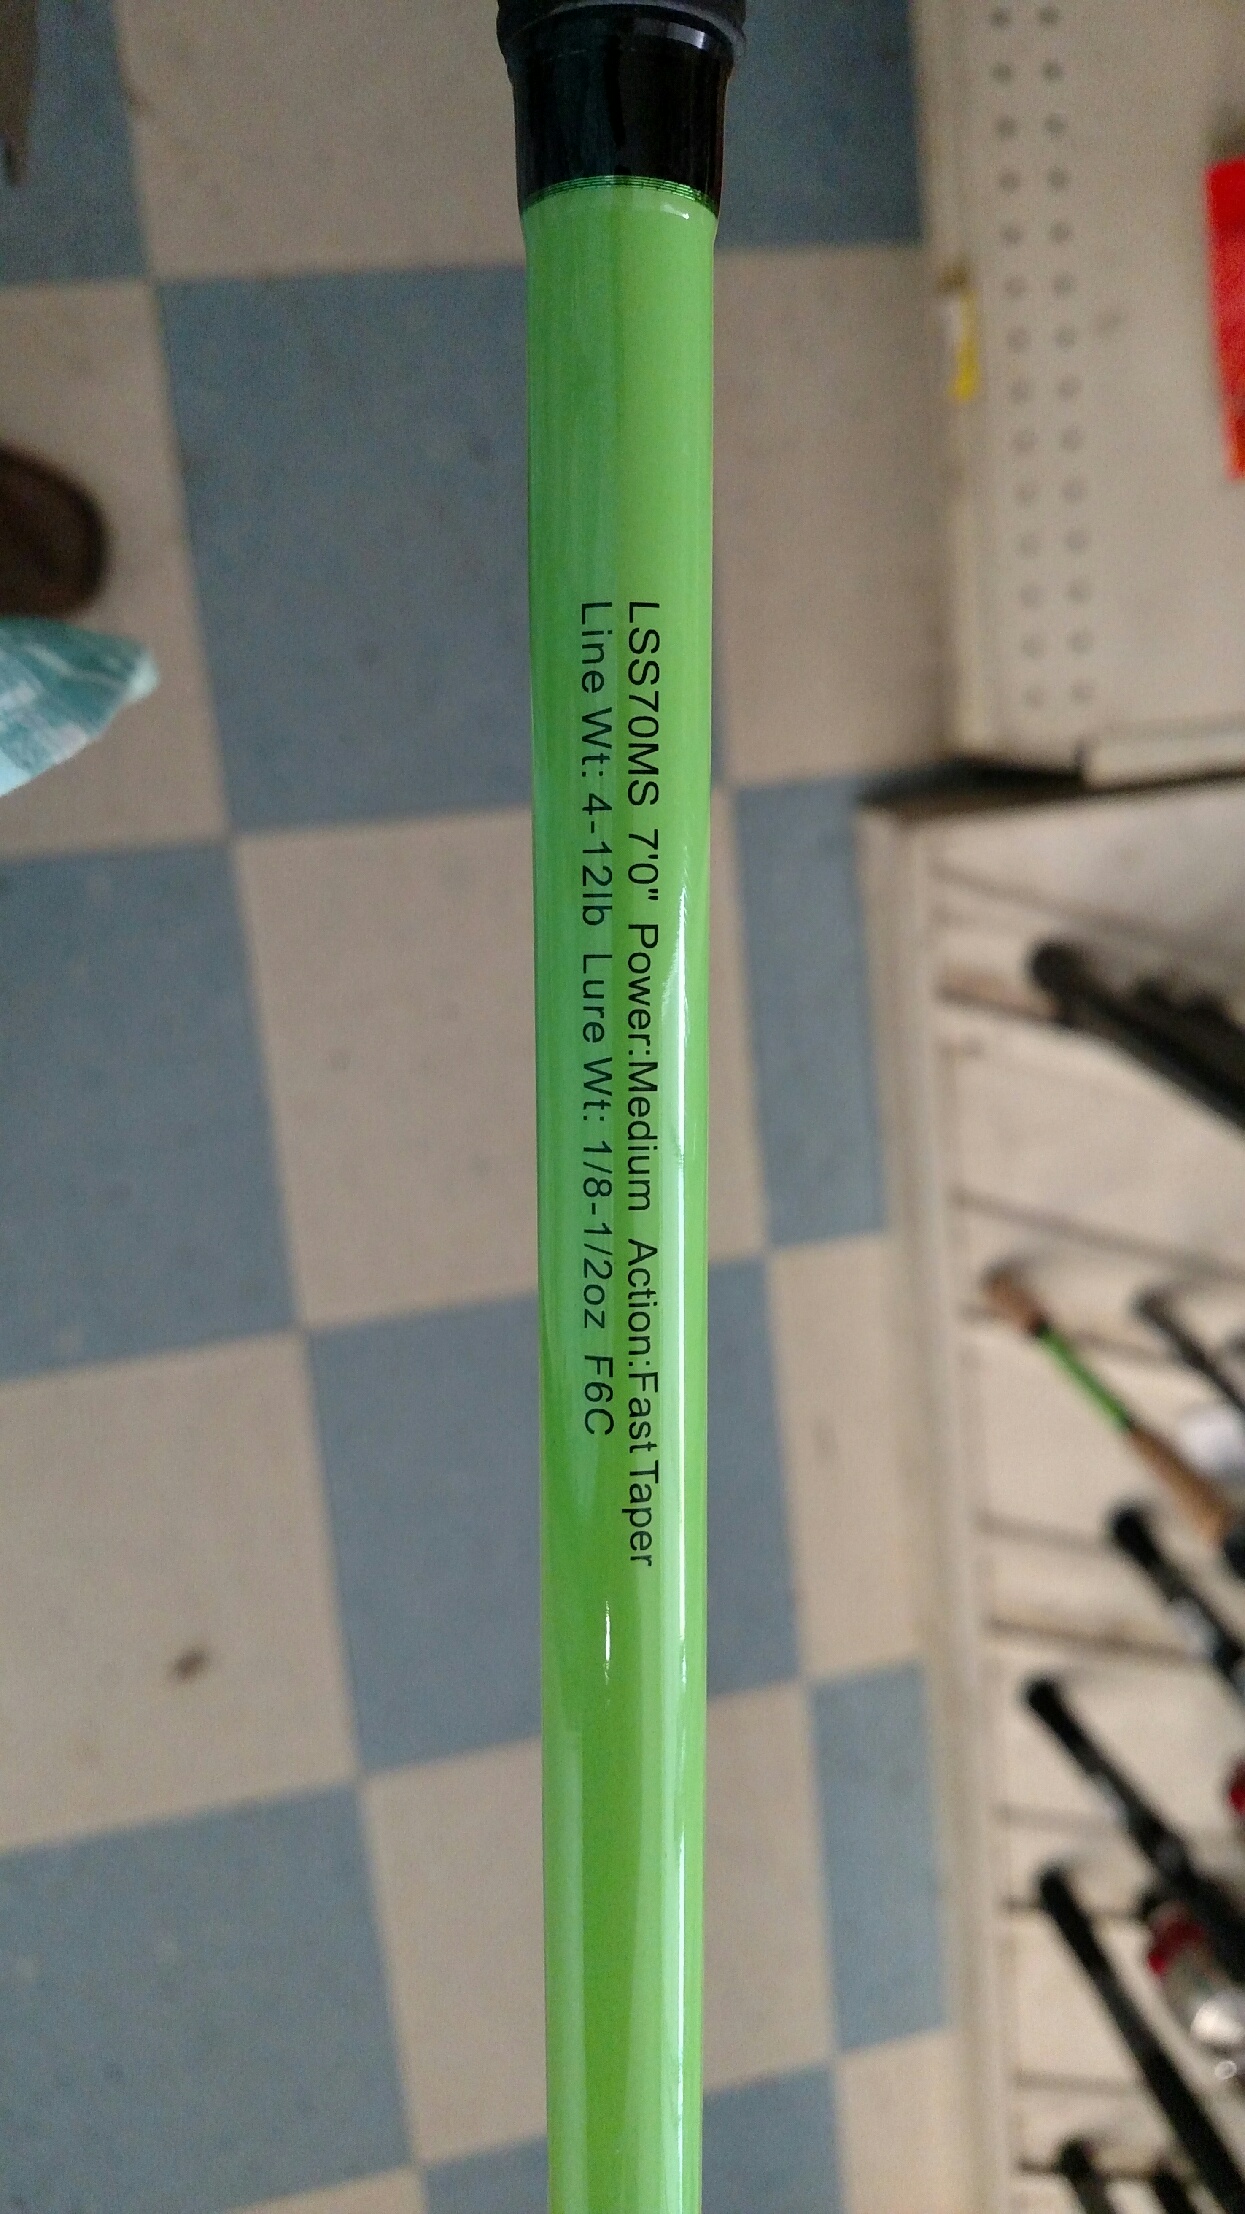 LSS70MS 7'0" Power:Medium Action:Fast Taper
Line Wt: 4-12lb Lure Wt: 1/8-1/2oz F6C